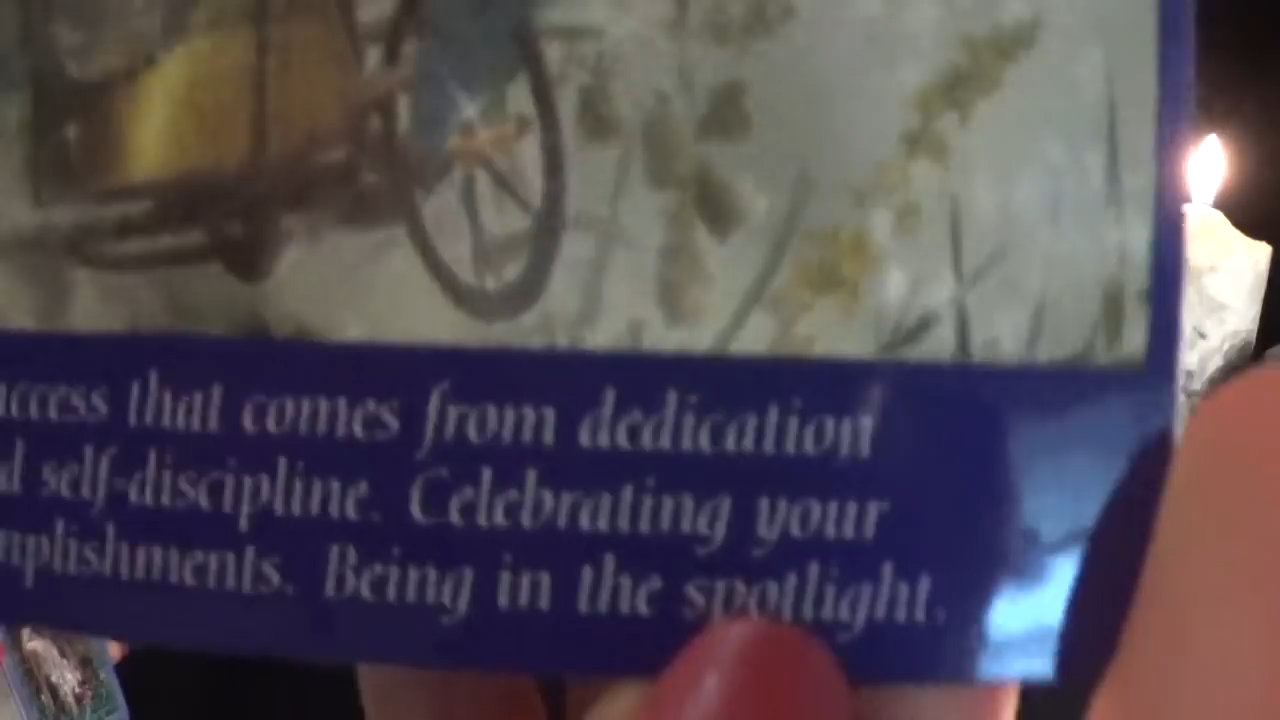 that comes from dedication
self-discipline. Celebrating your
Being in the spotlight.